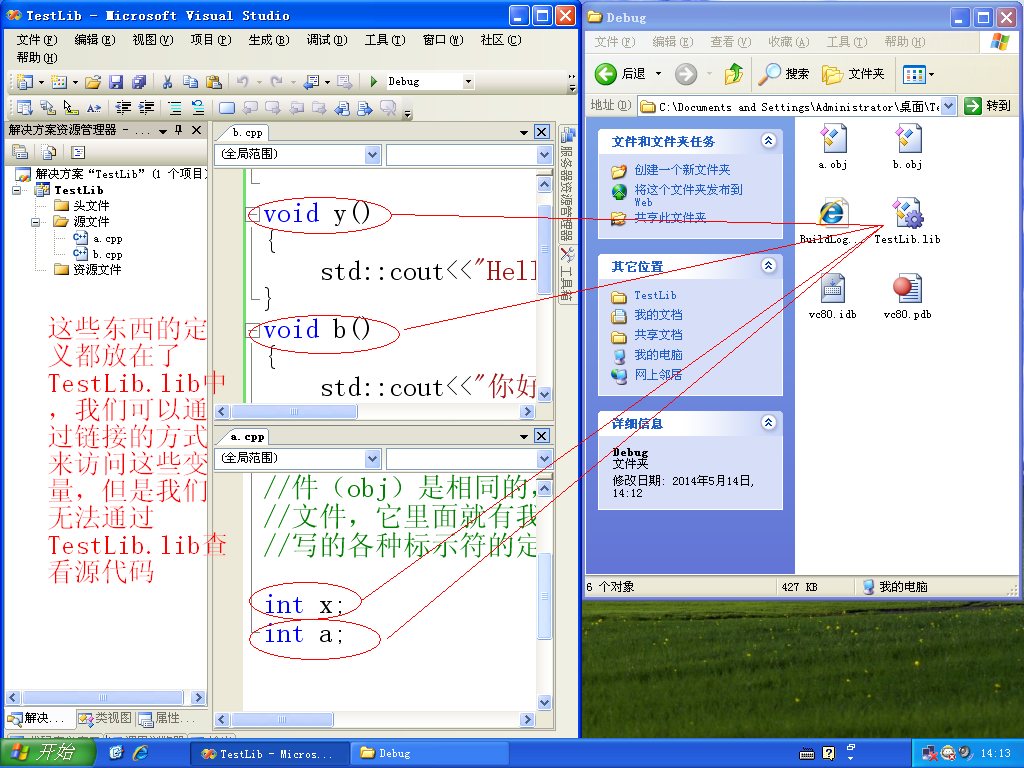 TestLib - Microsoft Visual Studio
文件(F) 编辑(E) 视图(V) 项目(P) 生成(B) 调试(D) 工具(T) 窗口(W) 社区(C)
帮助(H)
Debug
解决方案资源管理器 - ...
解决方案“TestLib”(1 个项目)
TestLib
头文件
源文件
a.cpp
b.cpp
资源文件
这些东西的定
义都放在了
TestLib.lib中
，我们可以通
过链接的方式
来访问这些变
量，但是我们
无法通过
TestLib.lib查
看源代码
解决... 类视图 属性...
b.cpp
(全局范围)
void y()
{
std::cout<<"Hel
}
void b()
{
std::cout<<"你好
a.cpp
(全局范围)
//件（obj）是相同的，
//文件，它里面就有我
//写的各种标示符的定
int x;
int a;
服务器资源管理器
工具箱
Debug
文件(F) 编辑(E) 查看(V) 收藏(A) 工具(T) 帮助(H)
后退 搜索 文件夹
地址(D) C:\Documents and Settings\Administrator\桌面\Te 转到
文件和文件夹任务
创建一个新文件夹
将这个文件夹发布到
Web
共享此文件夹
其它位置
TestLib
我的文档
共享文档
我的电脑
网上邻居
详细信息
Debug
文件夹
修改日期: 2014年5月14日,
14:12
a.obj b.obj
BuildLog... TestLib.lib
vc80.idb vc80.pdb
6 个对象 427 KB 我的电脑
开始 TestLib - Micros... Debug 14:13